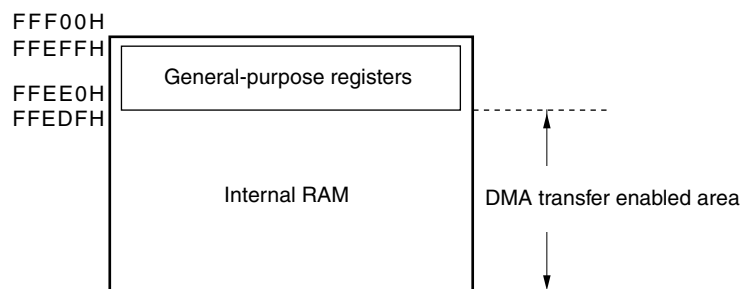 FFF00H
FFEFFH
General-purpose registers
FFEE0H
FFEDFH
Internal RAM
DMA transfer enabled area